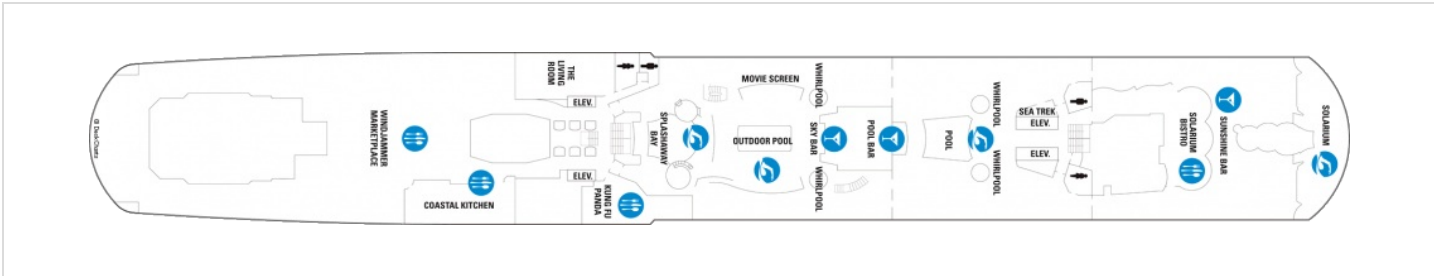 © DeckChartz
WINDJAMMER
MARKETPLACE
COASTAL KITCHEN
THE
LIVING
ROOM
ELEV.
ELEV.
KUNG FU
PANDA
SPLASHAWAY
BAY
MOVIE SCREEN
OUTDOOR POOL
WHIRLPOOL
SKY BAR
WHIRLPOOL
POOL BAR
POOL
WHIRLPOOL
WHIRLPOOL
SEA TREK
ELEV.
ELEV.
SOLARIUM
BISTRO
SUNSHINE BAR
SOLARIUM